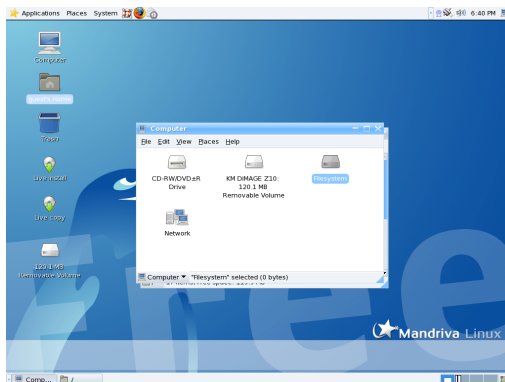 Applications Places System
6:40 PM
Computer
guest's Home
Trash
Live install
Live copy
129.1 MB
Removable Volume
Computer
File Edit View Places Help
CD-RW/DVD±R
Drive
KM DiMAGE Z10:
120.1 MB
Removable Volume
Filesystem
Network
Computer "Filesystem" selected (0 bytes)
Free
Mandriva Linux
Comp... /